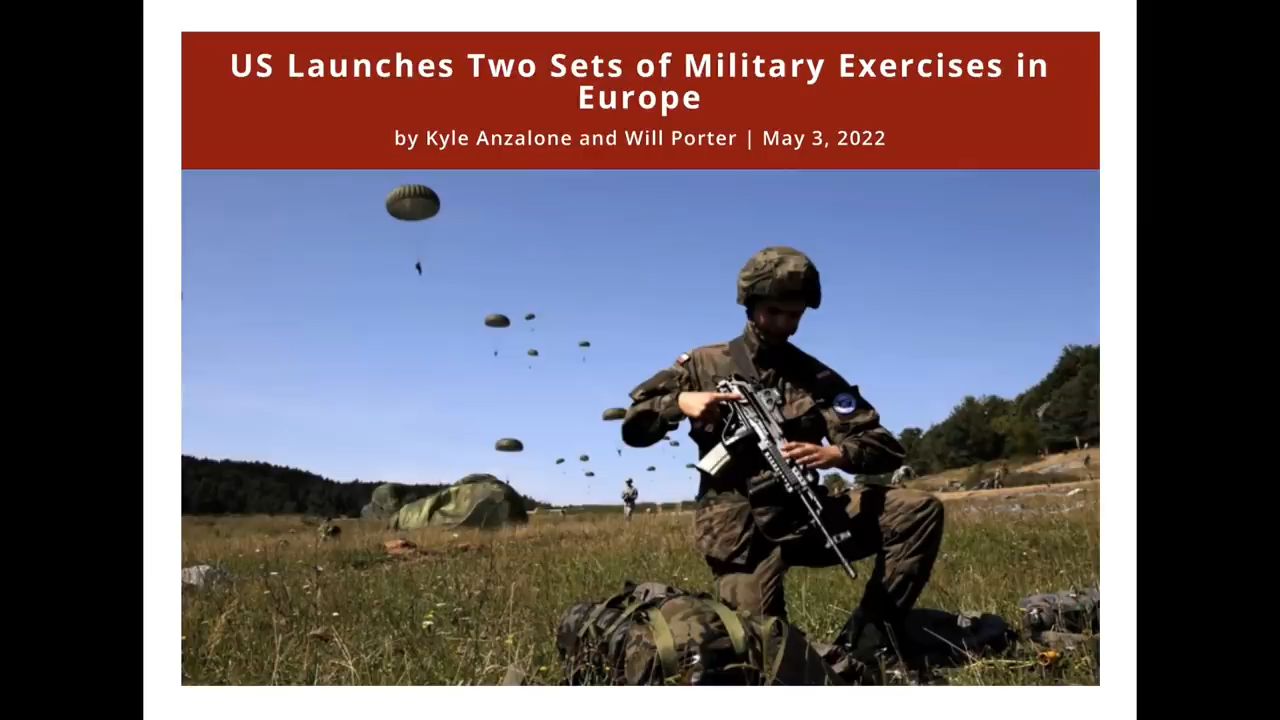 US Launches Two Sets of Military Exercises in
Europe
by Kyle Anzalone and Will Porter | May 3, 2022